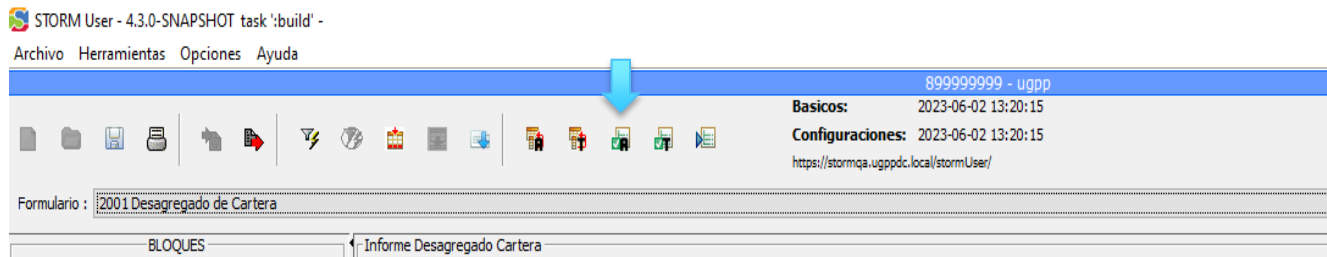 STORM User - 4.3.0-SNAPSHOT task ':build' -
Archivo Herramientas Opciones Ayuda
899999999 - ugpp
Basicos: 2023-06-02 13:20:15
Configuraciones: 2023-06-02 13:20:15
https://stormqa.ugppdc.local/stormUser/
Formulario : 2001 Desagregado de Cartera
BLOQUES Informe Desagregado Cartera